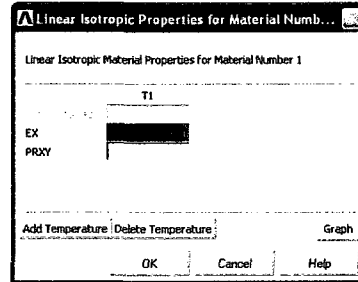 Linear Isotropic Properties for Material Numb...
Linear Isotropic Material Properties for Material Number 1
T1
EX
PRXY
Add Temperature Delete Temperature Graph
OK Cancel Help